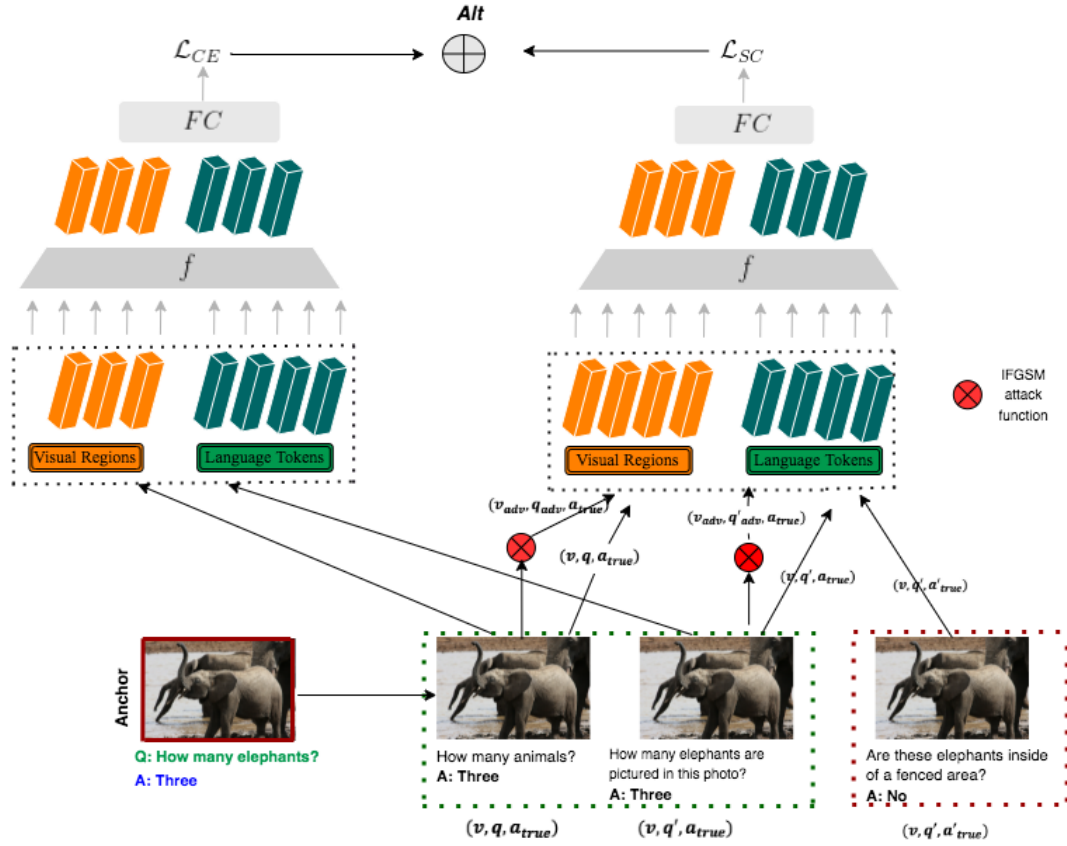 Alt
ℒ_CE
ℒ_SC
FC
FC
f
f
IFGSM
attack
function
Visual Regions
Language Tokens
Visual Regions
Language Tokens
(v_adv, q_adv, a_true)
(v_adv, q'_adv, a_true)
(v, q, a_true)
(v, q', a_true)
(v, q', a'_true)
Anchor
Q: How many elephants?
A: Three
How many animals?
A: Three
How many elephants are
pictured in this photo?
A: Three
Are these elephants inside
of a fenced area?
A: No
(v, q, a_true)
(v, q', a_true)
(v, q', a'_true)